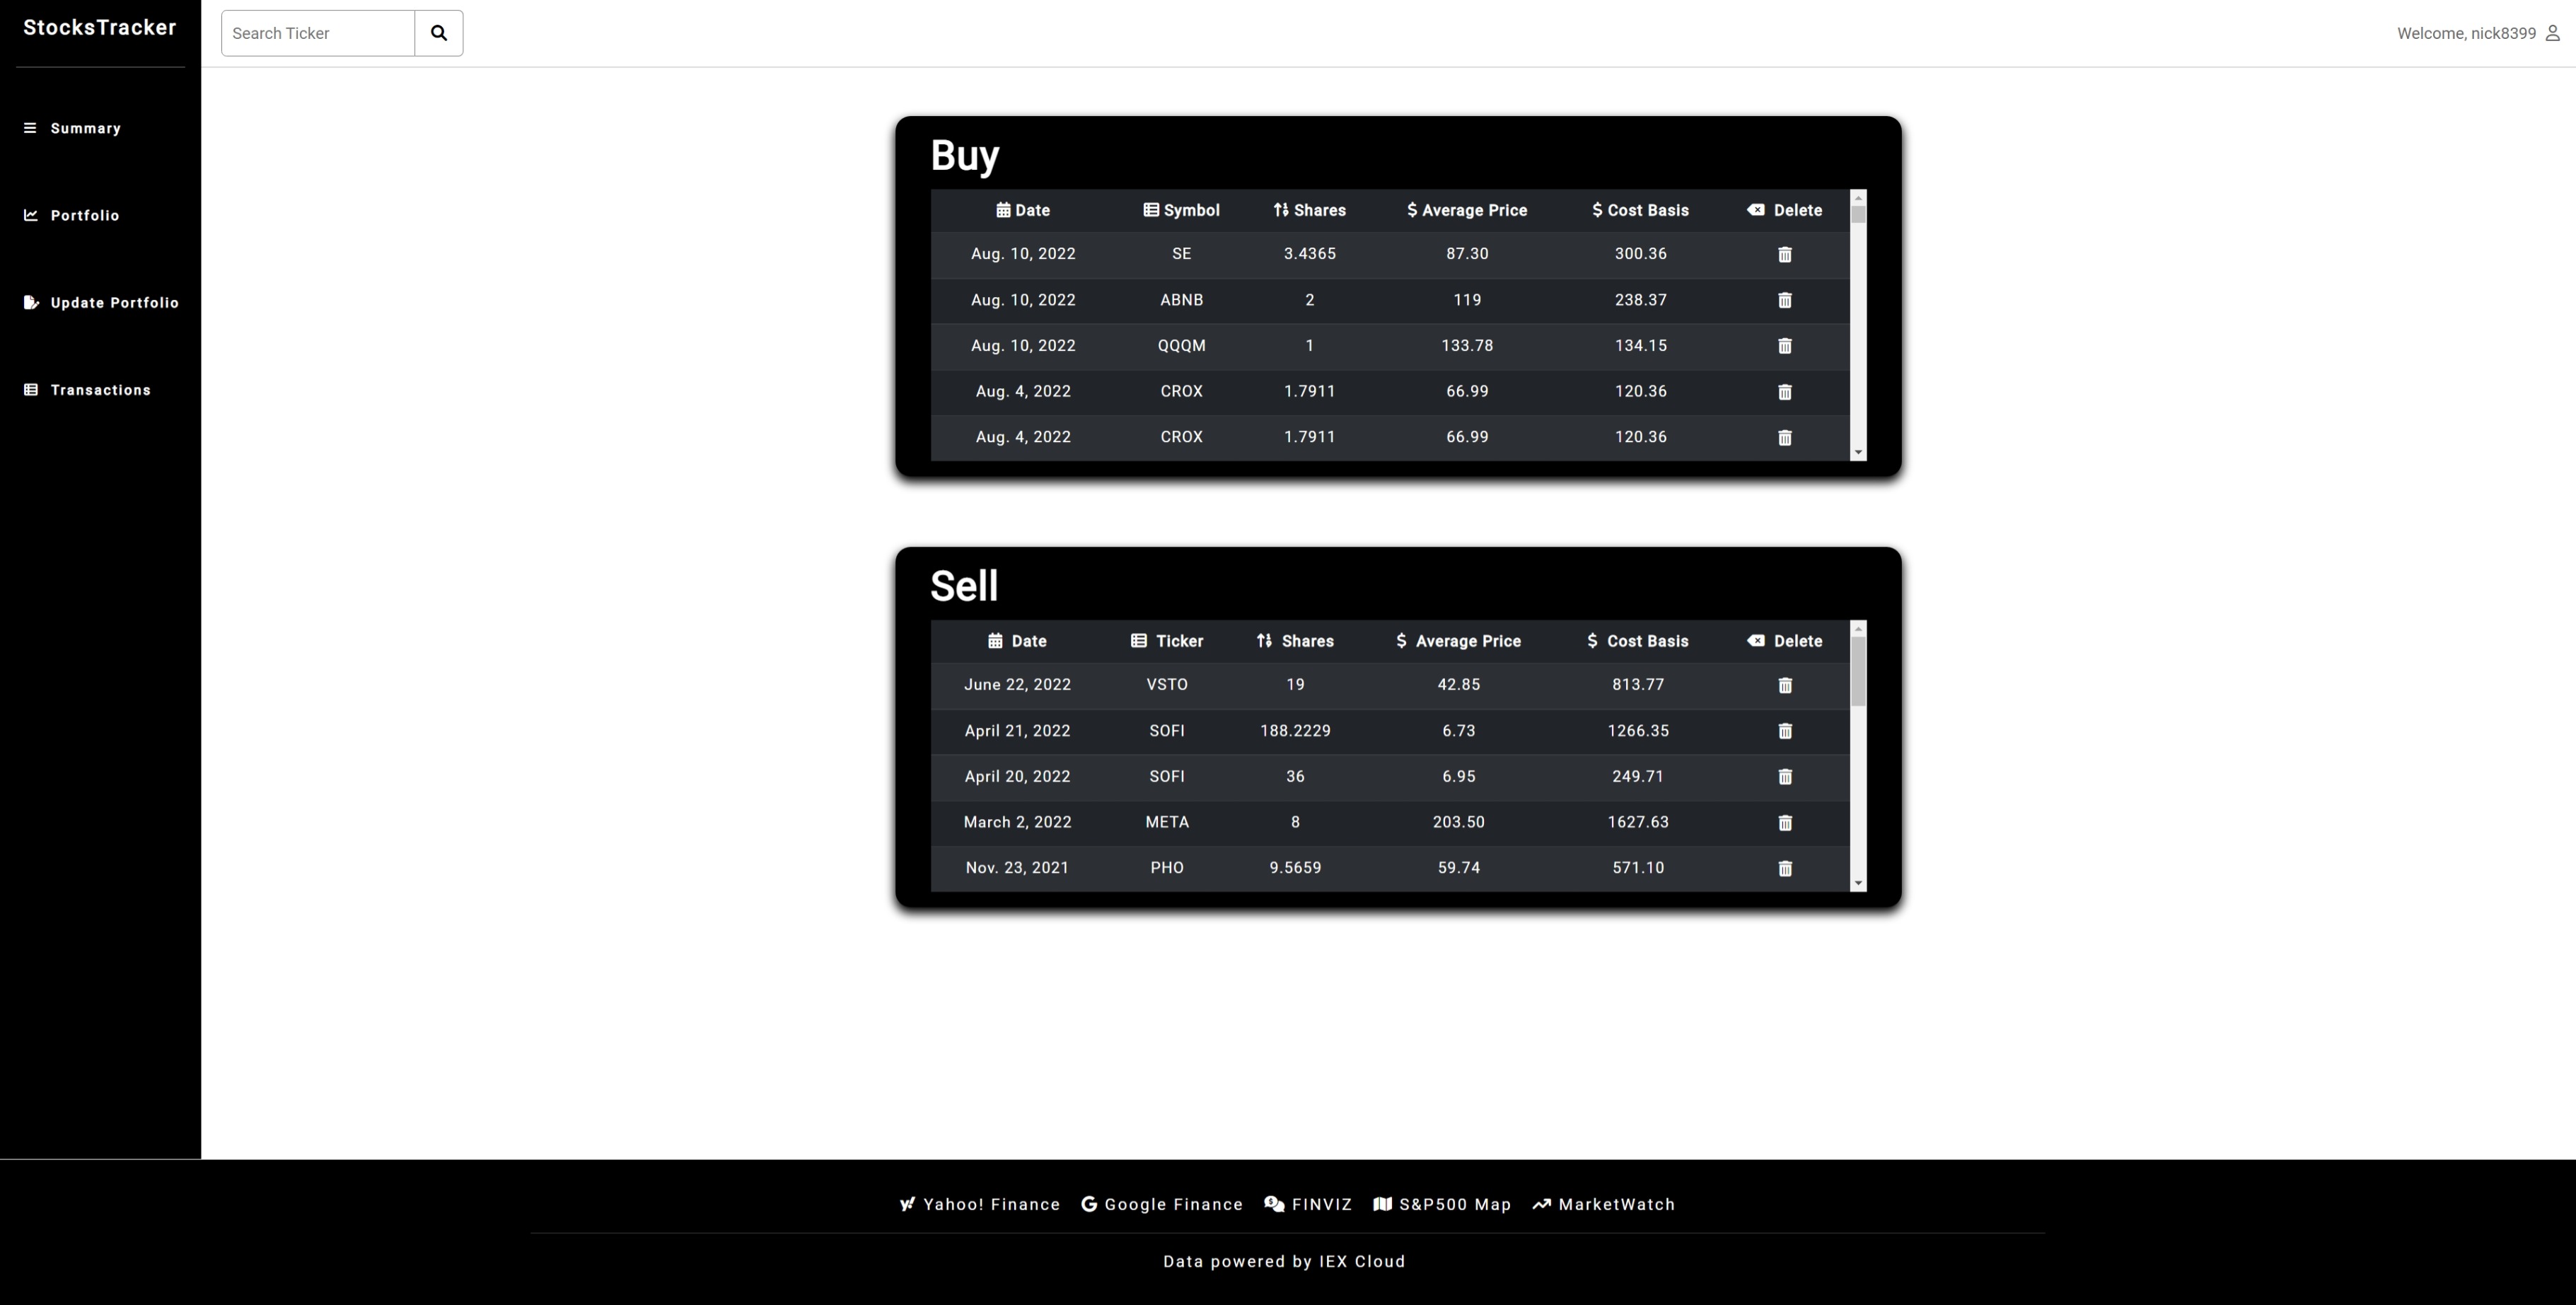 StocksTracker
Search Ticker
Welcome, nick8399
Summary
Portfolio
Update Portfolio
Transactions
Buy
Date Symbol Shares $ Average Price $ Cost Basis Delete
Aug. 10, 2022 SE 3.4365 87.30 300.36
Aug. 10, 2022 ABNB 2 119 238.37
Aug. 10, 2022 QQQM 1 133.78 134.15
Aug. 4, 2022 CROX 1.7911 66.99 120.36
Aug. 4, 2022 CROX 1.7911 66.99 120.36
Sell
Date Ticker Shares $ Average Price $ Cost Basis Delete
June 22, 2022 VSTO 19 42.85 813.77
April 21, 2022 SOFI 188.2229 6.73 1266.35
April 20, 2022 SOFI 36 6.95 249.71
March 2, 2022 META 8 203.50 1627.63
Nov. 23, 2021 PHO 9.5659 59.74 571.10
Yahoo! Finance Google Finance FINVIZ S&P500 Map MarketWatch
Data powered by IEX Cloud